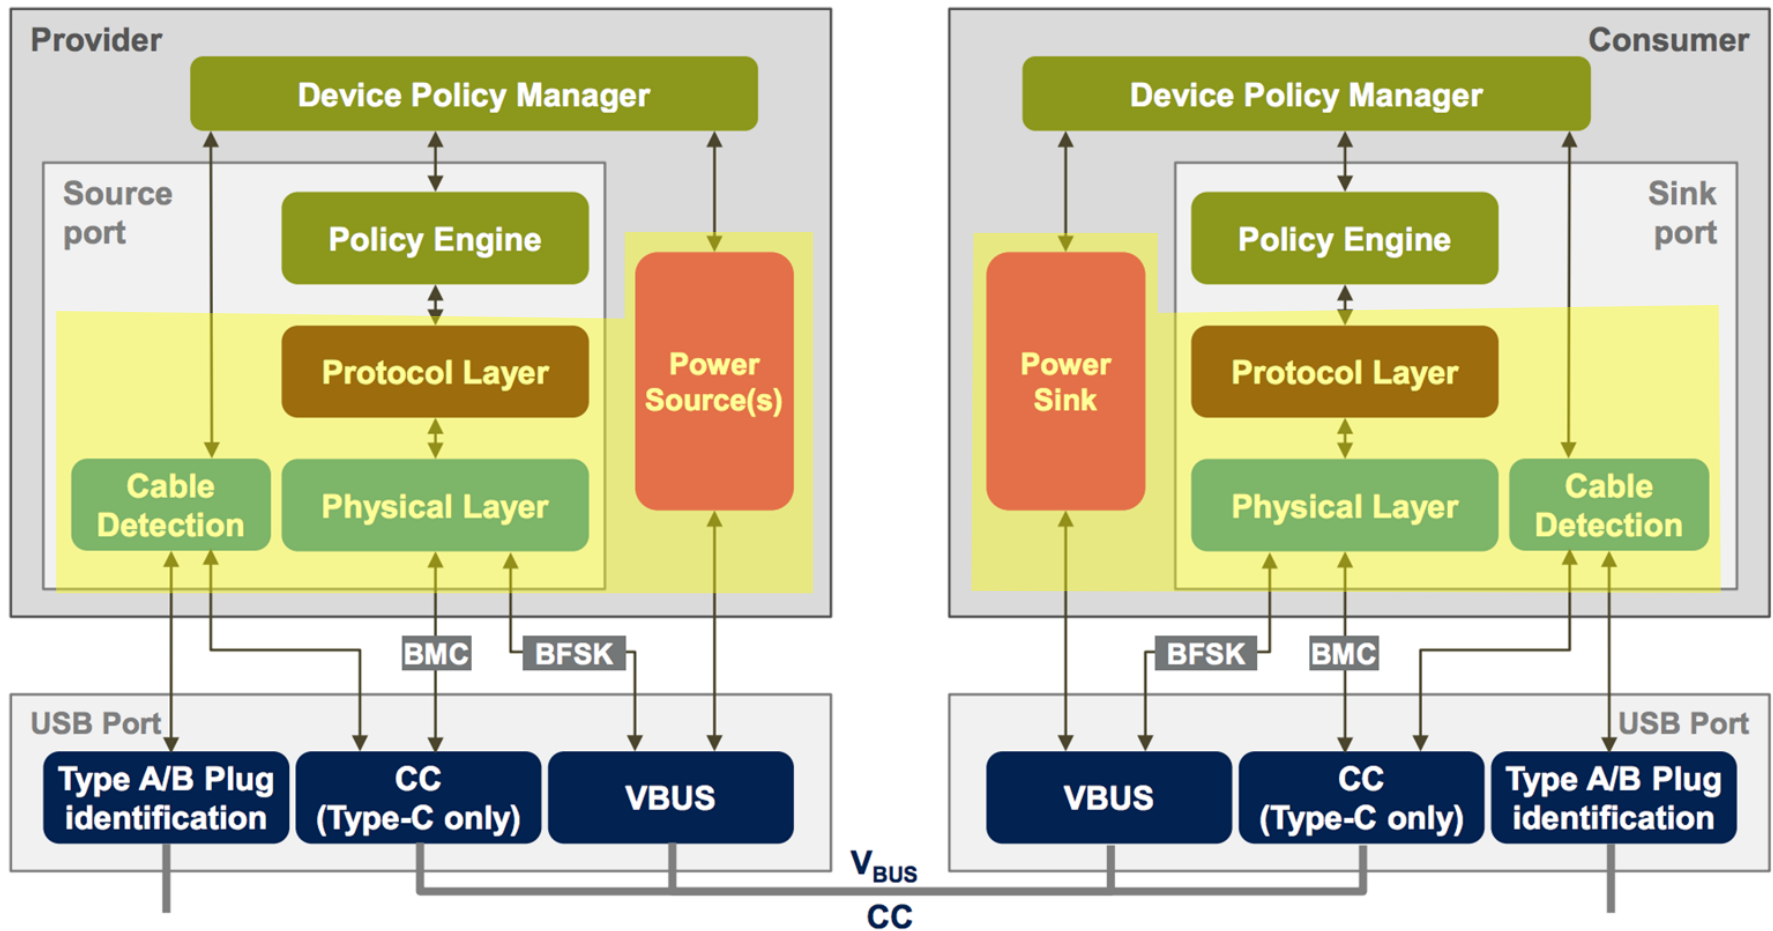 Provider
Device Policy Manager
Source
port
Policy Engine
Protocol Layer
Power
Source(s)
Cable
Detection
Physical Layer
BMC
BFSK
USB Port
Type A/B Plug
identification
CC
(Type-C only)
VBUS
Consumer
Device Policy Manager
Sink
port
Policy Engine
Power
Sink
Protocol Layer
Physical Layer
Cable
Detection
BFSK
BMC
USB Port
VBUS
CC
(Type-C only)
Type A/B Plug
identification
VBUS
CC